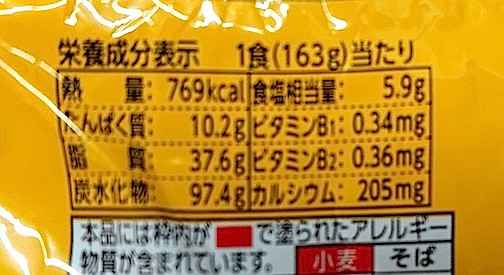 栄養成分表示 1食(163g)当たり
熱量: 769kcal 食塩相当量: 5.9g
たんぱく質: 10.2g ビタミンB1: 0.34mg
脂質: 37.6g ビタミンB2: 0.36mg
炭水化物: 97.4g カルシウム: 205mg
本品には枠内が で塗られたアレルギー
物質が含まれています。 小麦 そば